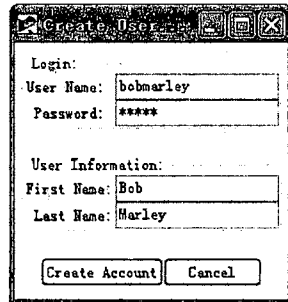 Create User
Login:
User Name: bobmarley
Password: *****
User Information:
First Name: Bob
Last Name: Marley
Create Account Cancel